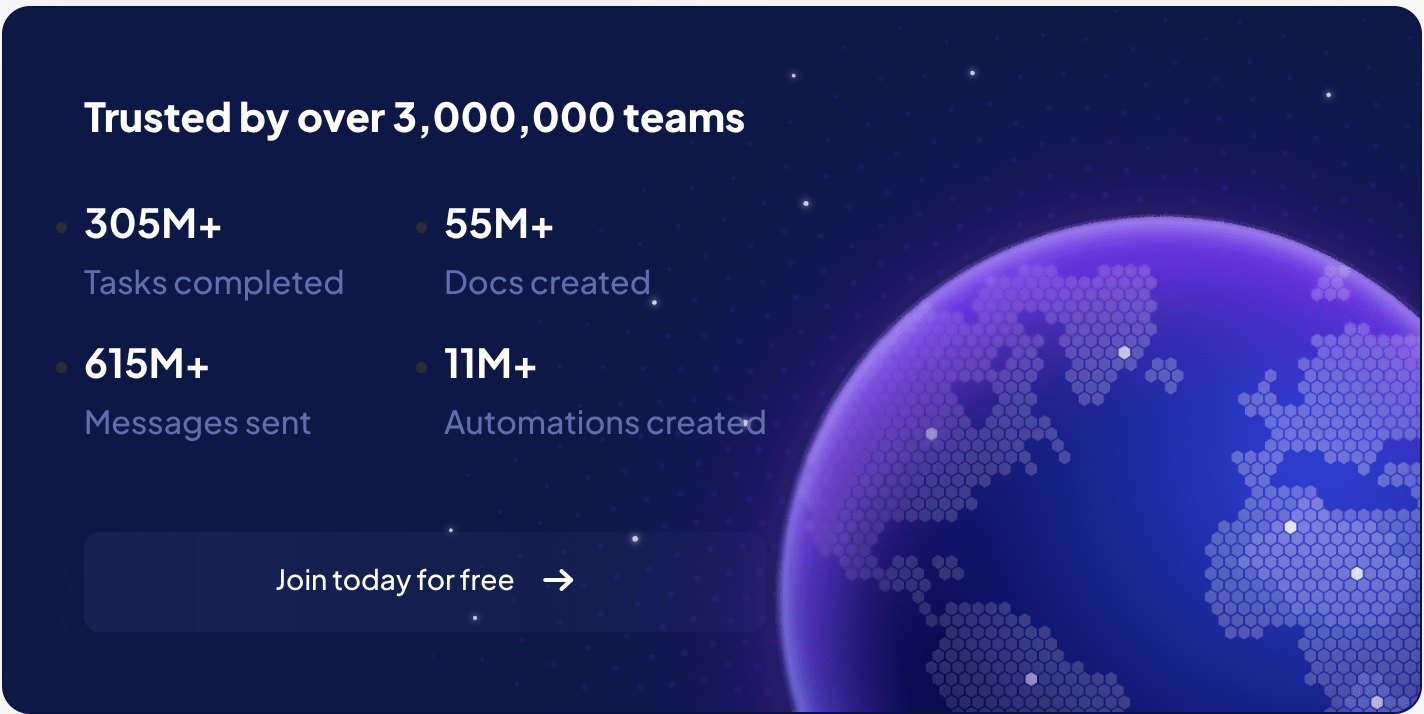 Trusted by over 3,000,000 teams
305M+
Tasks completed
55M+
Docs created
615M+
Messages sent
11M+
Automations created
Join today for free →